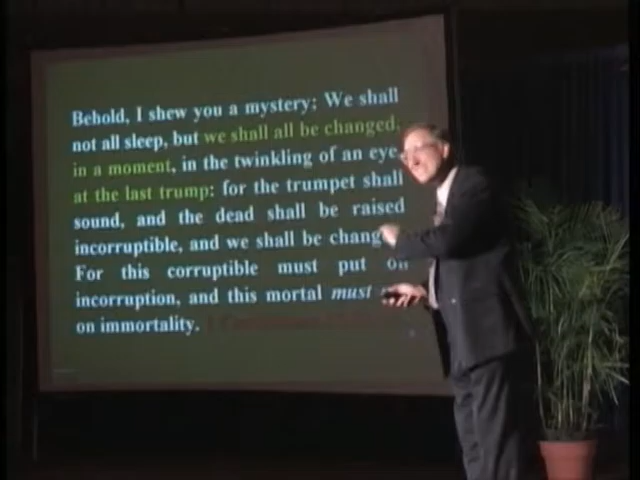 Behold, I shew you a mystery; We shall
not all sleep, but we shall all be changed,
in a moment, in the twinkling of an eye
at the last trump: for the trumpet shall
sound, and the dead shall be raised
incorruptible, and we shall be chang
For this corruptible must put on
incorruption, and this mortal must
on immortality.